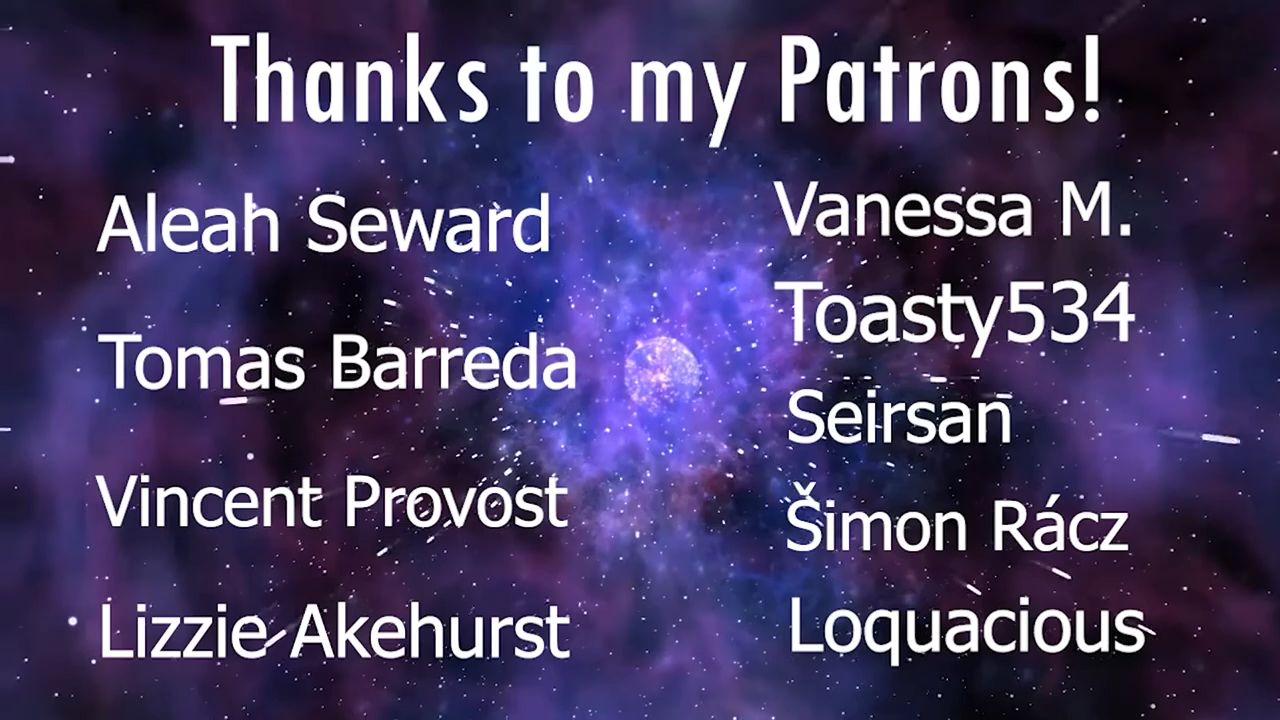 Thanks to my Patrons!
Aleah Seward
Tomas Barreda
Vincent Provost
Lizzie Akehurst
Vanessa M.
Toasty534
Seirsan
Šimon Rácz
Loquacious